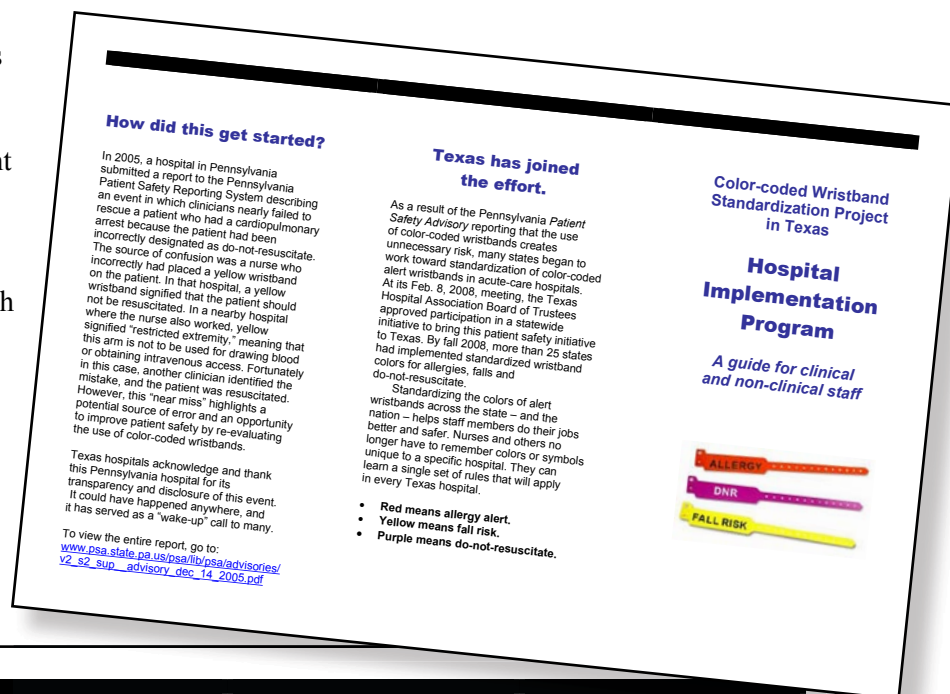 s
nt
h
How did this get started?
In 2005, a hospital in Pennsylvania
submitted a report to the Pennsylvania
Patient Safety Reporting System describing
an event in which clinicians nearly failed to
rescue a patient who had a cardiopulmonary
arrest because the patient had been
incorrectly designated as do-not-resuscitate.
The source of confusion was a nurse who
incorrectly had placed a yellow wristband
on the patient. In that hospital, a yellow
wristband signified that the patient should
not be resuscitated. In a nearby hospital
where the nurse also worked, yellow
signified “restricted extremity,” meaning that
this arm is not to be used for drawing blood
or obtaining intravenous access. Fortunately
in this case, another clinician identified the
mistake, and the patient was resuscitated.
However, this “near miss” highlights a
potential source of error and an opportunity
to improve patient safety by re-evaluating
the use of color-coded wristbands.
Texas hospitals acknowledge and thank
this Pennsylvania hospital for its
transparency and disclosure of this event.
It could have happened anywhere, and
it has served as a “wake-up” call to many.
To view the entire report, go to:
www.psa.state.pa.us/psa/lib/psa/advisories/
v2_s2_sup__advisory_dec_14_2005.pdf
Texas has joined
the effort.
As a result of the Pennsylvania Patient
Safety Advisory reporting that the use
of color-coded wristbands creates
unnecessary risk, many states began to
work toward standardization of color-coded
alert wristbands in acute-care hospitals.
At its Feb. 8, 2008, meeting, the Texas
Hospital Association Board of Trustees
approved participation in a statewide
initiative to bring this patient safety initiative
to Texas. By fall 2008, more than 25 states
had implemented standardized wristband
colors for allergies, falls and
do-not-resuscitate.
Standardizing the colors of alert
wristbands across the state – and the
nation – helps staff members do their jobs
better and safer. Nurses and others no
longer have to remember colors or symbols
unique to a specific hospital. They can
learn a single set of rules that will apply
in every Texas hospital.
• Red means allergy alert.
• Yellow means fall risk.
• Purple means do-not-resuscitate.
Color-coded Wristband
Standardization Project
in Texas
Hospital
Implementation
Program
A guide for clinical
and non-clinical staff
ALLERGY
DNR
FALL RISK